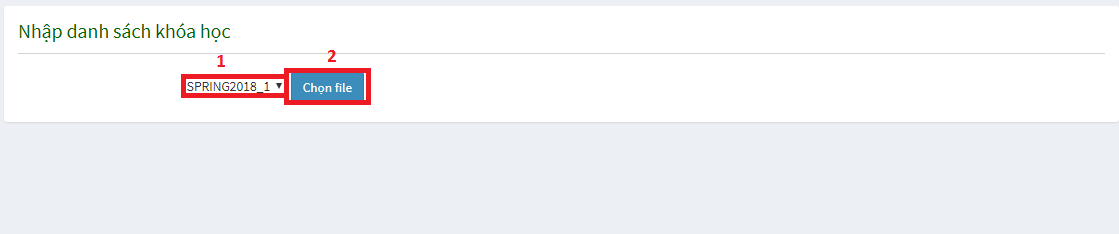 Nhập danh sách khóa học
1 2
SPRING2018_1 Chọn file